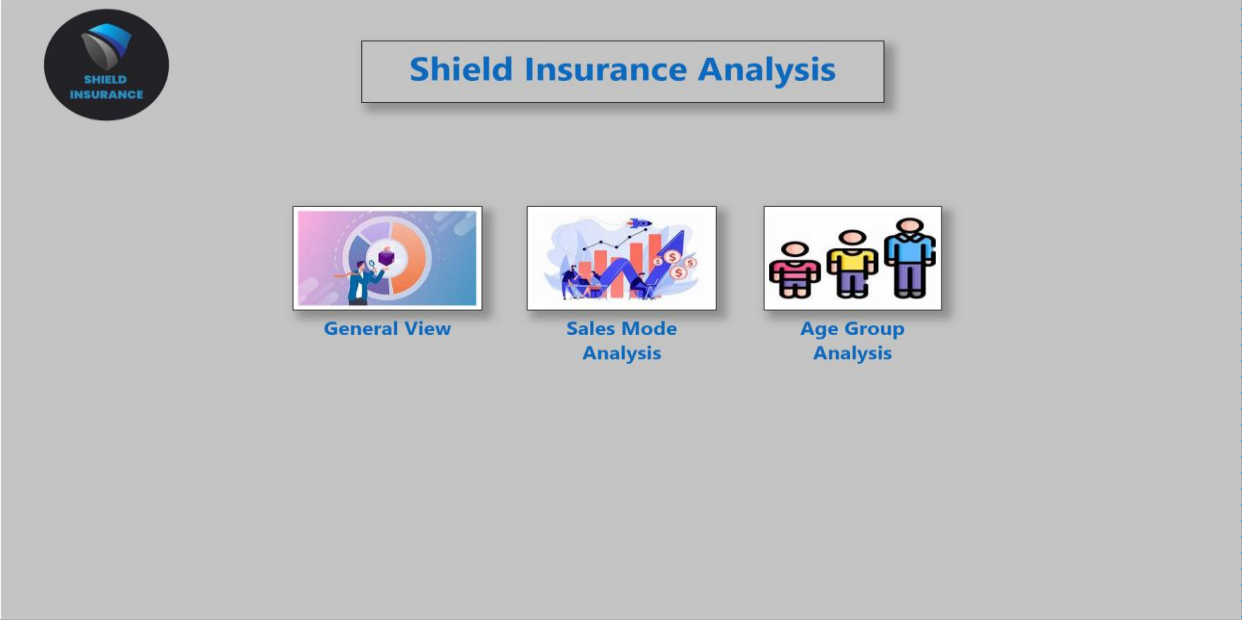 SHIELD
INSURANCE
Shield Insurance Analysis
$
$
$
$
General View
Sales Mode
Analysis
Age Group
Analysis